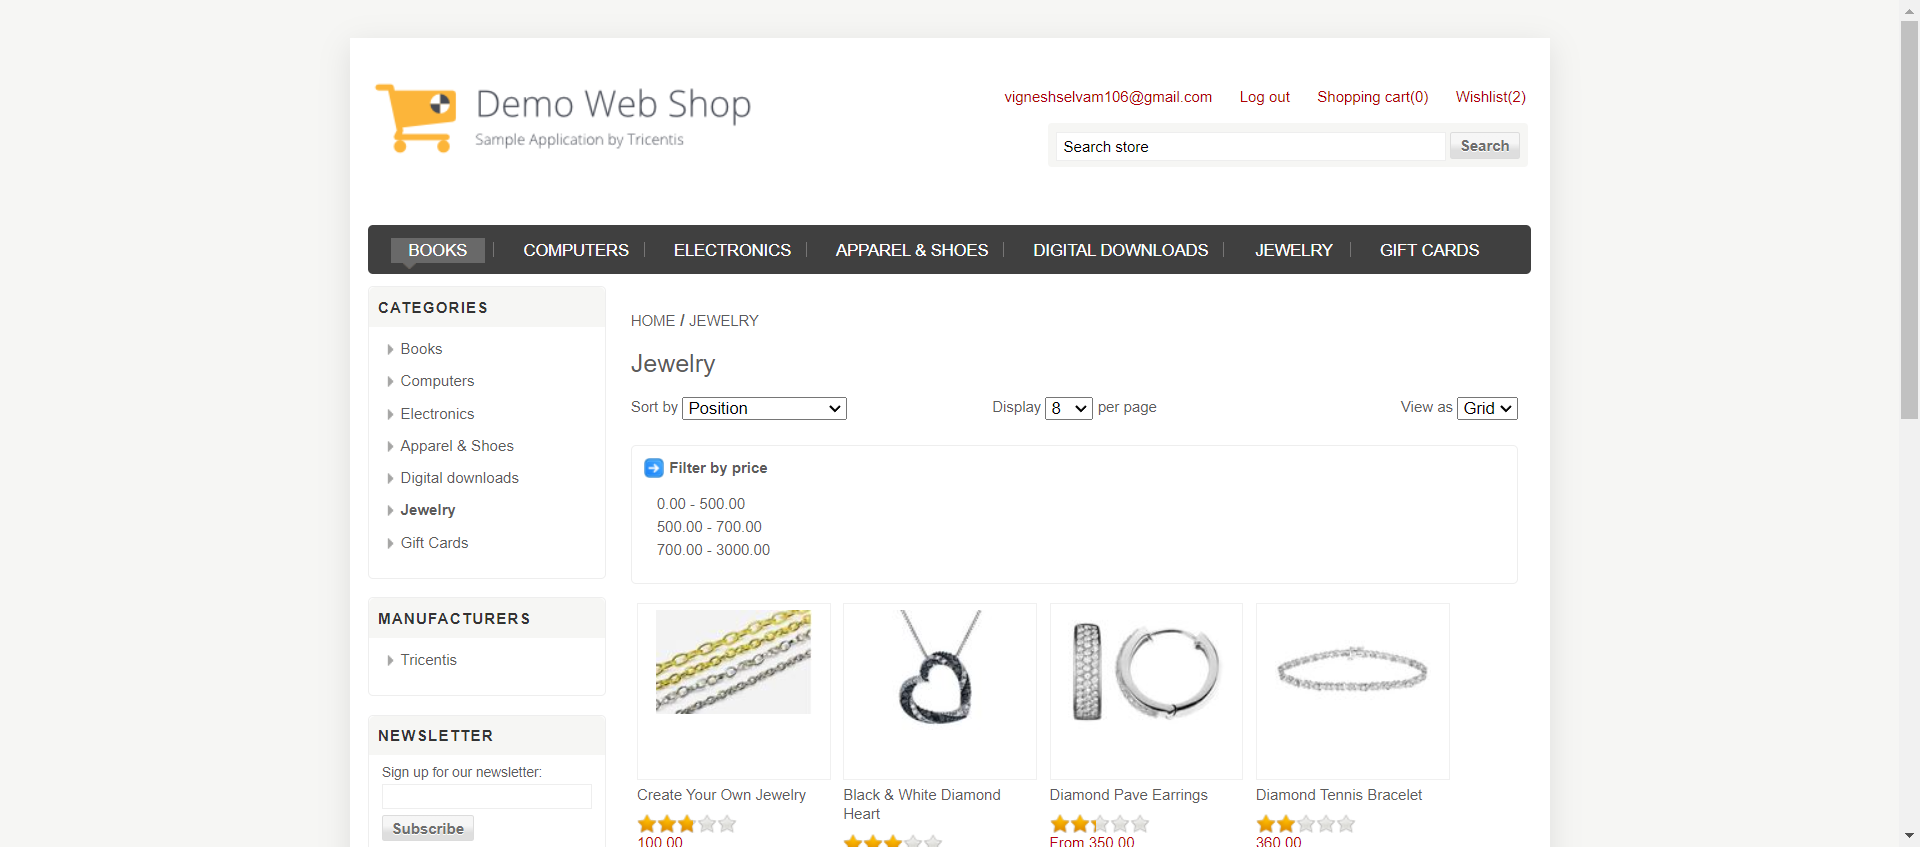 Demo Web Shop
Sample Application by Tricentis
vigneshselvam106@gmail.com Log out Shopping cart(0) Wishlist(2)
Search store Search
BOOKS COMPUTERS ELECTRONICS APPAREL & SHOES DIGITAL DOWNLOADS JEWELRY GIFT CARDS
CATEGORIES
Books
Computers
Electronics
Apparel & Shoes
Digital downloads
Jewelry
Gift Cards
MANUFACTURERS
Tricentis
NEWSLETTER
Sign up for our newsletter:
Subscribe
HOME / JEWELRY
Jewelry
Sort by Position Display 8 per page View as Grid
Filter by price
0.00 - 500.00
500.00 - 700.00
700.00 - 3000.00
Create Your Own Jewelry
100.00
Black & White Diamond
Heart
Diamond Pave Earrings
From 350.00
Diamond Tennis Bracelet
360.00